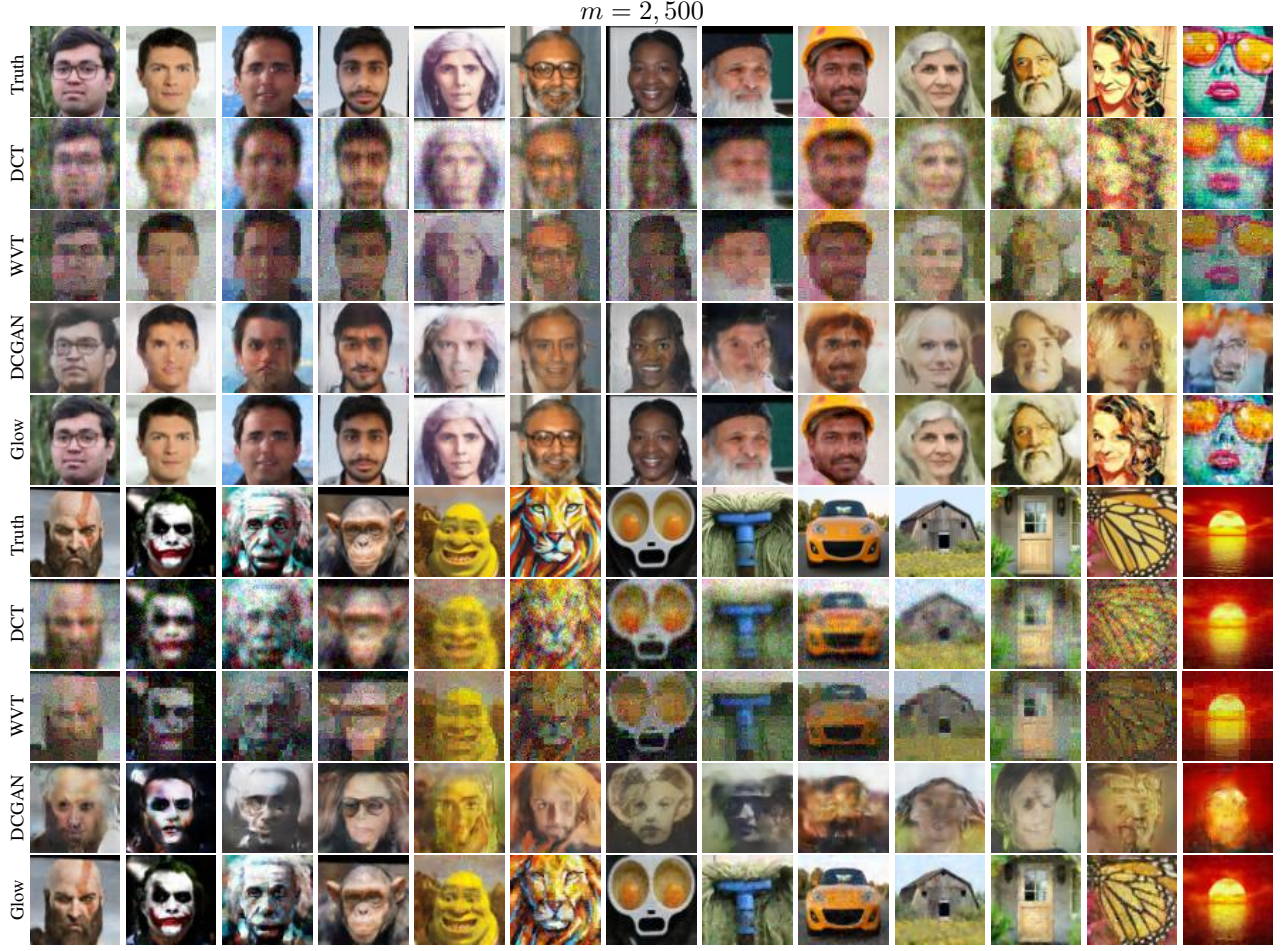 m = 2,500
Truth
DCT
WVT
DCGAN
Glow
Truth
DCT
WVT
DCGAN
Glow